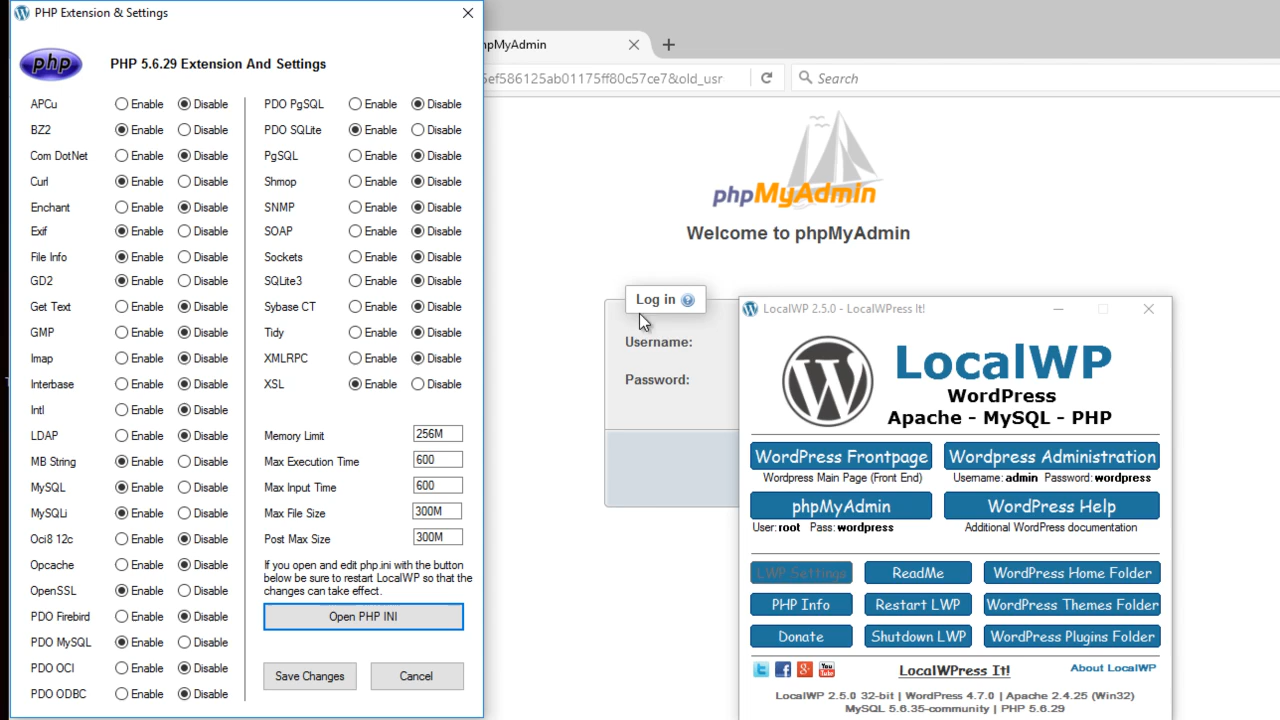 PHP Extension & Settings
php
PHP 5.6.29 Extension And Settings
APCu Enable Disable
BZ2 Enable Disable
Com DotNet Enable Disable
Curl Enable Disable
Enchant Enable Disable
Exif Enable Disable
File Info Enable Disable
GD2 Enable Disable
Get Text Enable Disable
GMP Enable Disable
Imap Enable Disable
Interbase Enable Disable
Intl Enable Disable
LDAP Enable Disable
MB String Enable Disable
MySQL Enable Disable
MySQLi Enable Disable
Oci8 12c Enable Disable
Opcache Enable Disable
OpenSSL Enable Disable
PDO Firebird Enable Disable
PDO MySQL Enable Disable
PDO OCI Enable Disable
PDO ODBC Enable Disable
PDO PgSQL Enable Disable
PDO SQLite Enable Disable
PgSQL Enable Disable
Shmop Enable Disable
SNMP Enable Disable
SOAP Enable Disable
Sockets Enable Disable
SQLite3 Enable Disable
Sybase CT Enable Disable
Tidy Enable Disable
XMLRPC Enable Disable
XSL Enable Disable
Memory Limit 256M
Max Execution Time 600
Max Input Time 600
Max File Size 300M
Post Max Size 300M
If you open and edit php.ini with the button
below be sure to restart LocalWP so that the
changes can take effect.
Open PHP INI
Save Changes Cancel
hpMyAdmin
5ef586125ab01175ff80c57ce7&old_usr
Search
phpMyAdmin
Welcome to phpMyAdmin
Log in
Username:
Password:
LocalWP 2.5.0 - LocalWPress It!
LocalWP
WordPress
Apache - MySQL - PHP
WordPress Frontpage Wordpress Administration
Wordpress Main Page (Front End) Username: admin Password: wordpress
phpMyAdmin WordPress Help
User: root Pass: wordpress Additional WordPress documentation
LWP Settings ReadMe WordPress Home Folder
PHP Info Restart LWP WordPress Themes Folder
Donate Shutdown LWP WordPress Plugins Folder
LocalWPress It! About LocalWP
LocalWP 2.5.0 32-bit | WordPress 4.7.0 | Apache 2.4.25 (Win32)
MySQL 5.6.35-community | PHP 5.6.29